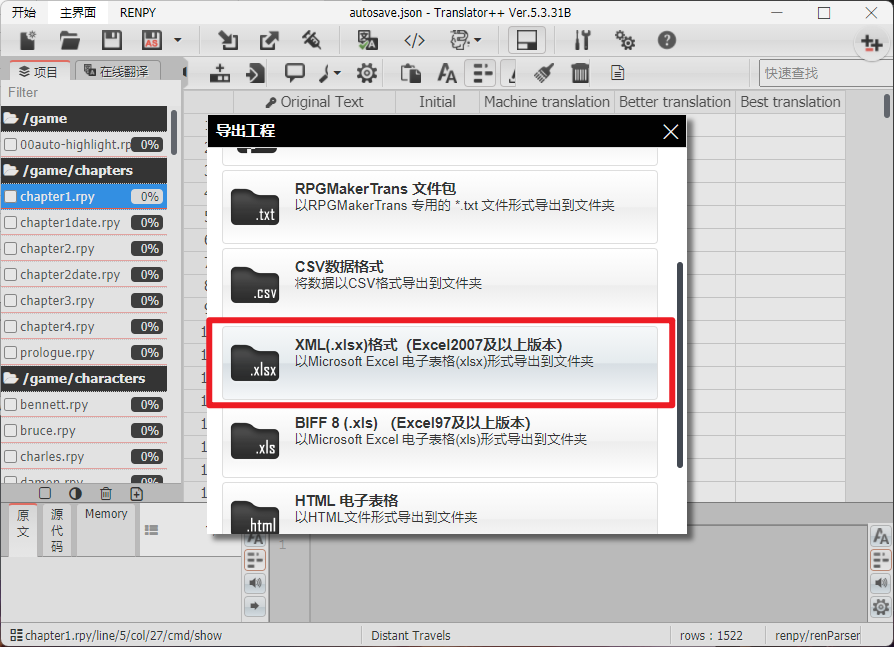 开始 主界面 RENPY autosave.json - Translator++ Ver.5.3.31B
项目 在线翻译
快速查找
Filter
Original Text Initial Machine translation Better translation Best translation
/game
00auto-highlight.rp 0%
/game/chapters
chapter1.rpy 0%
chapter1date.rpy 0%
chapter2.rpy 0%
chapter2date.rpy 0%
chapter3.rpy 0%
chapter4.rpy 0%
prologue.rpy 0%
/game/characters
bennett.rpy 0%
bruce.rpy 0%
charles.rpy 0%
damon.rpy 0%
导出工程
.txt
RPGMakerTrans 文件包
以RPGMakerTrans 专用的 *.txt 文件形式导出到文件夹
.csv
CSV数据格式
将数据以CSV格式导出到文件夹
.xlsx
XML(.xlsx)格式（Excel2007及以上版本）
以Microsoft Excel 电子表格(xlsx)形式导出到文件夹
.xls
BIFF 8 (.xls) （Excel97及以上版本）
以Microsoft Excel 电子表格(xls)形式导出到文件夹
.html
HTML 电子表格
以HTML文件形式导出到文件夹
原文
源代码
Memory
1
chapter1.rpy/line/5/col/27/cmd/show Distant Travels rows : 1522 renpy/renParser